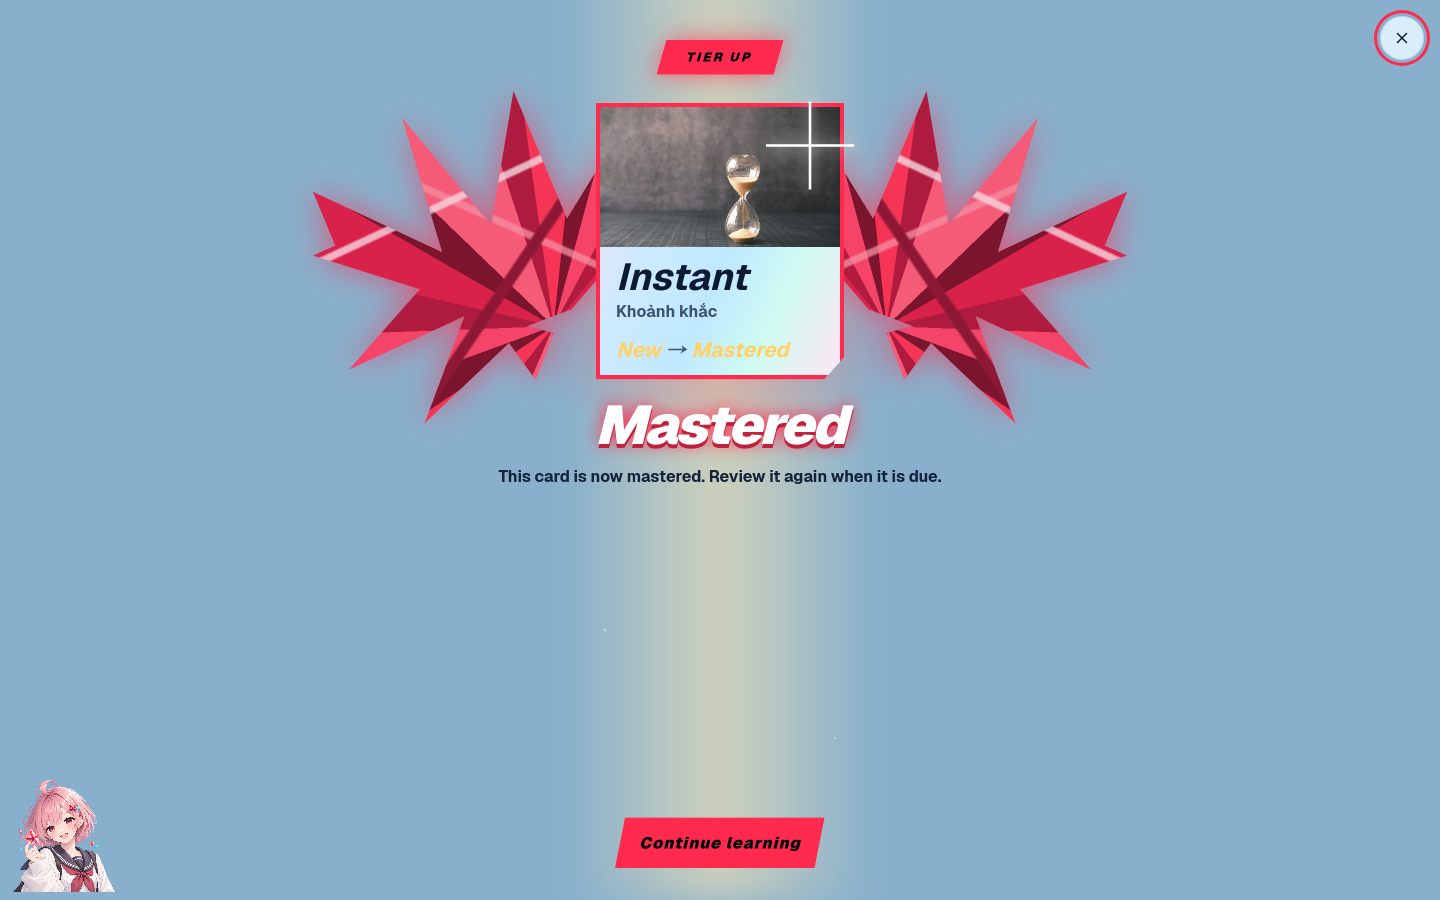 TIER UP
Instant
Khoảnh khắc
New → Mastered
Mastered
This card is now mastered. Review it again when it is due.
Continue learning